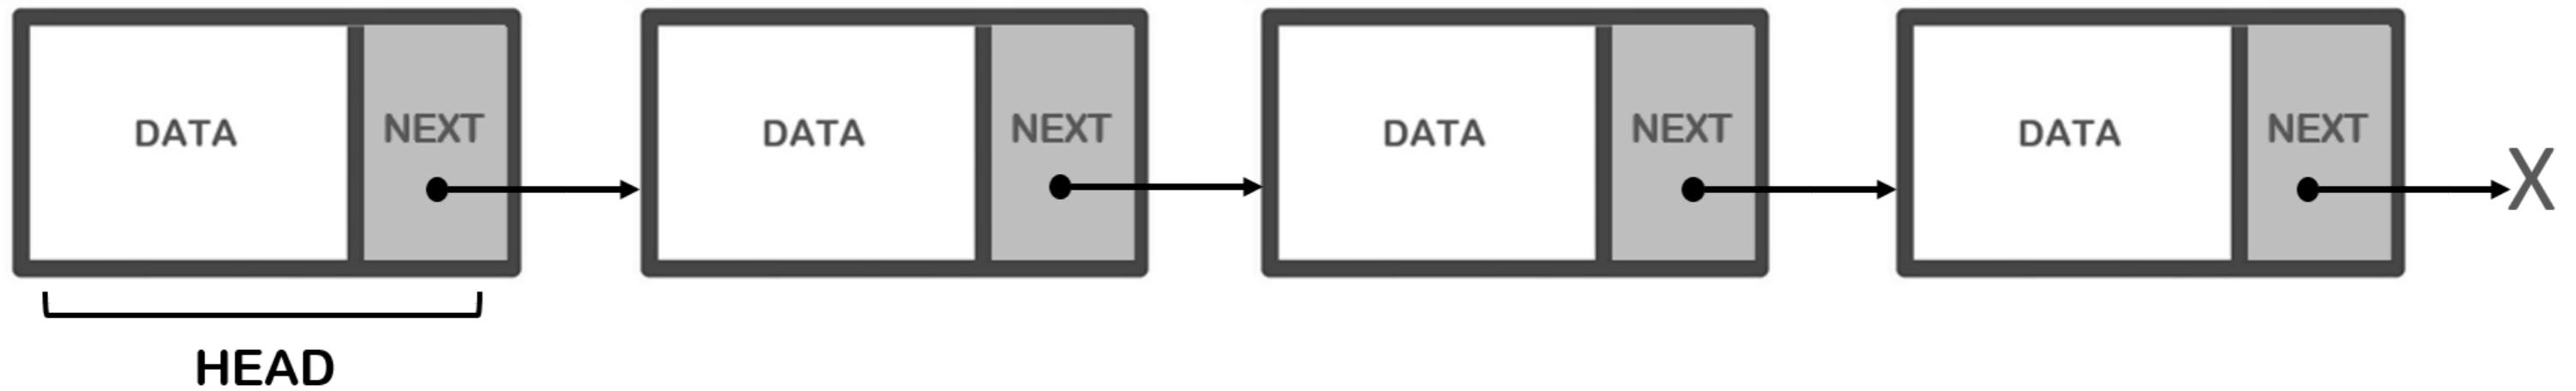 DATA NEXT DATA NEXT DATA NEXT DATA NEXT X
HEAD